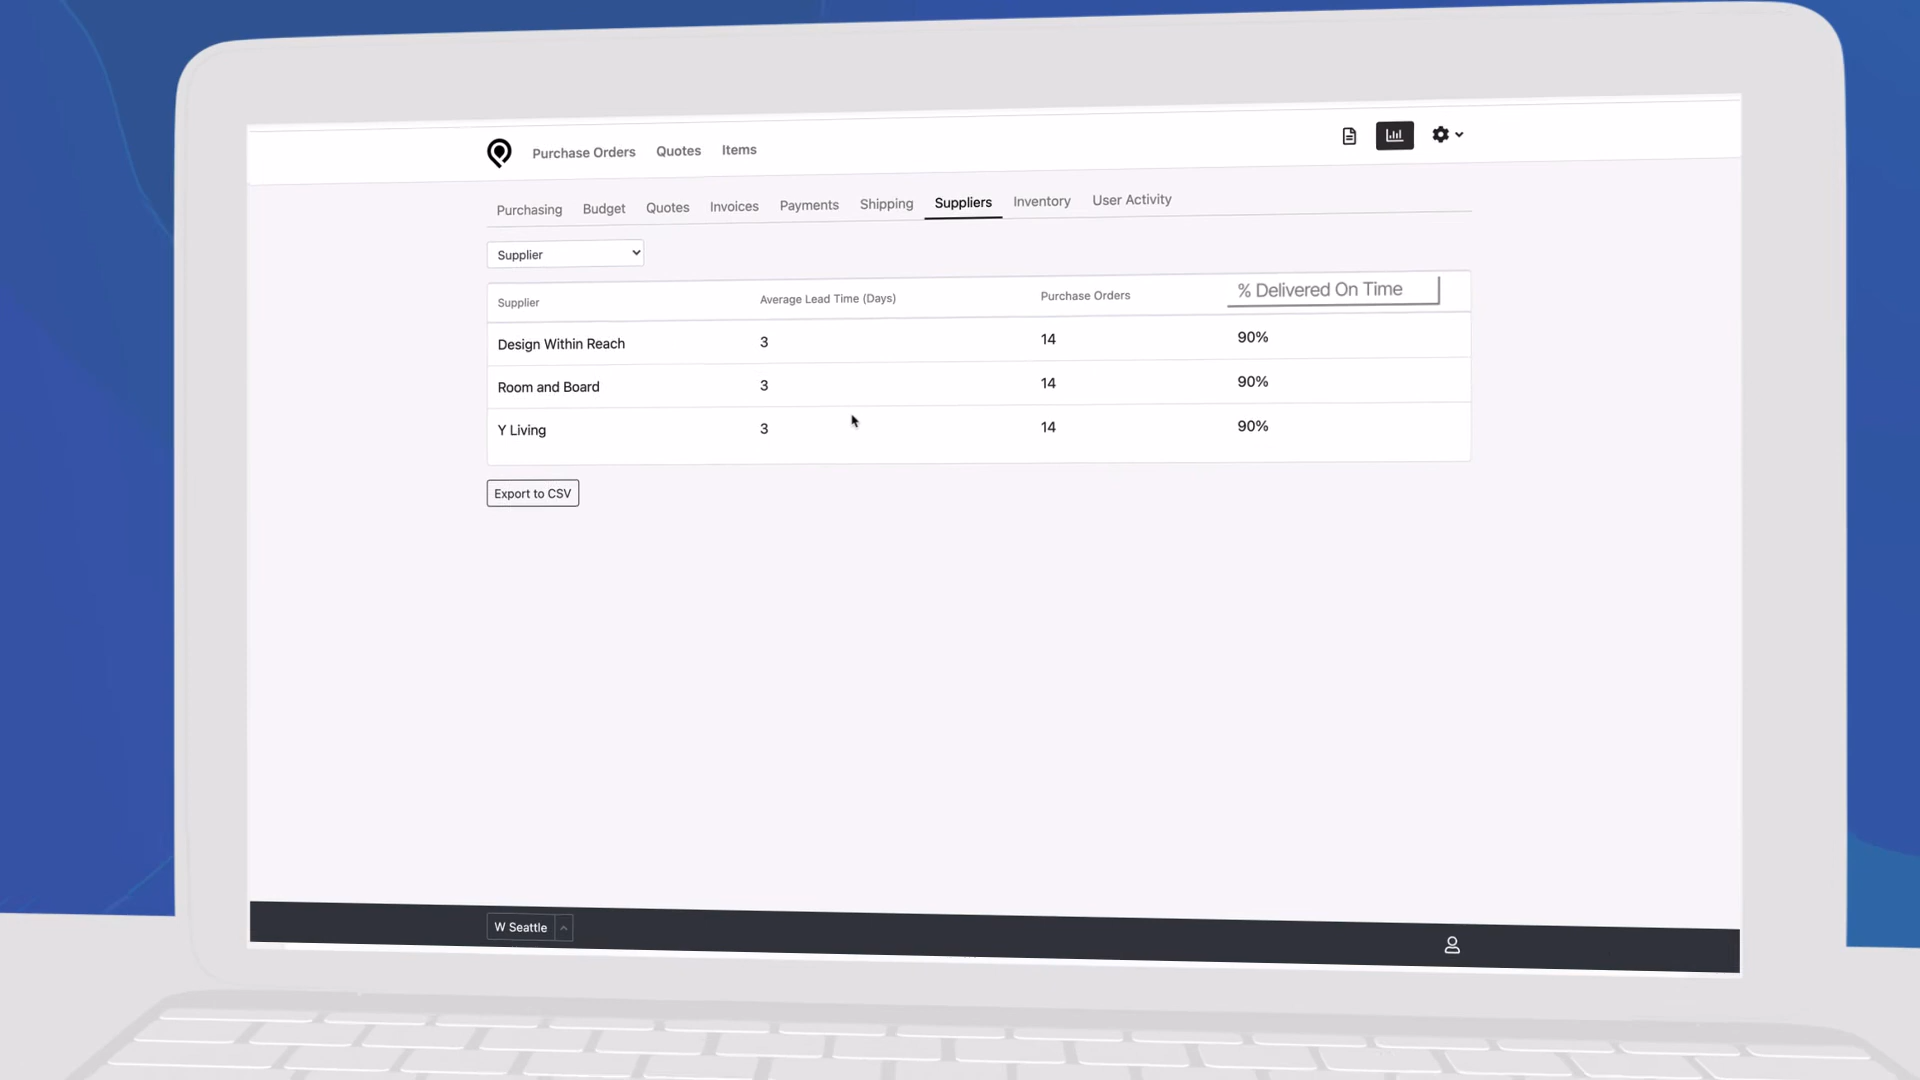 Purchase Orders Quotes Items
Purchasing Budget Quotes Invoices Payments Shipping Suppliers Inventory User Activity
Supplier
Supplier Average Lead Time (Days) Purchase Orders % Delivered On Time
Design Within Reach 3 14 90%
Room and Board 3 14 90%
Y Living 3 14 90%
Export to CSV
W Seattle